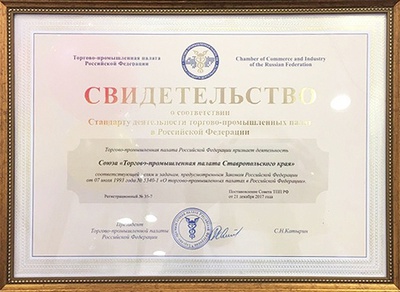 Торгово-промышленная палата
Российской Федерации
Chamber of Commerce and Industry
of the Russian Federation
СВИДЕТЕЛЬСТВО
о соответствии
Стандарту деятельности торгово-промышленных палат
в Российской Федерации
Торгово-промышленная палата Российской Федерации признает деятельность
Союза «Торгово-промышленная палата Ставропольского края»
соответствующей и задачам, предусмотренным Законом Российской Федерации
от 07 июля 1993 года № 5340-1 «О торгово-промышленных палатах в Российской Федерации».
Регистрационный № 35-7
Постановление Совета ТПП РФ
от 21 декабря 2017 года
Президент
Торгово-промышленной палаты
Российской Федерации
С.Н.Катырин